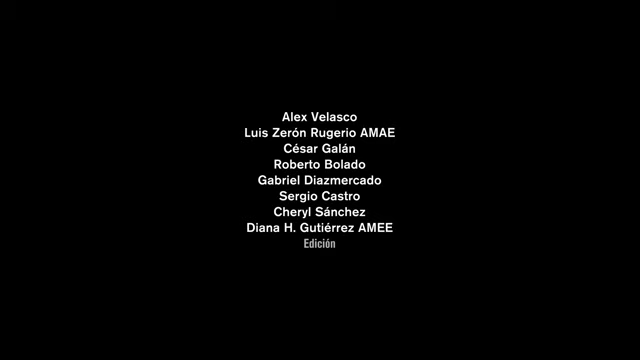 Alex Velasco
Luis Zerón Rugerio AMAE
César Galán
Roberto Bolado
Gabriel Diazmercado
Sergio Castro
Cheryl Sánchez
Diana H. Gutiérrez AMEE
Edición